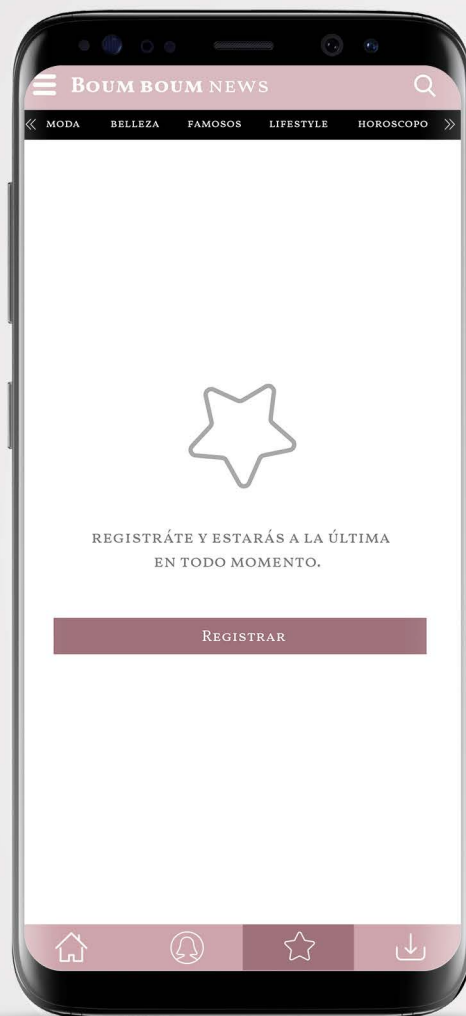 BOUM BOUM NEWS
MODA BELLEZA FAMOSOS LIFESTYLE HOROSCOPO
REGISTRÁTE Y ESTARÁS A LA ÚLTIMA
EN TODO MOMENTO.
REGISTRAR